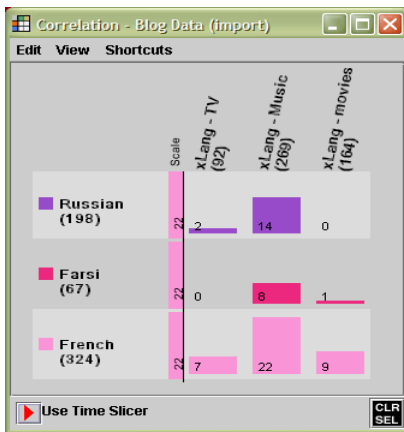 Correlation - Blog Data (import)
Edit View Shortcuts
Scale
xLang - TV
(92)
xLang - Music
(269)
xLang - movies
(164)
Russian
(198)
22
2
14
0
Farsi
(67)
22
0
8
1
French
(324)
22
7
22
9
Use Time Slicer
CLR
SEL